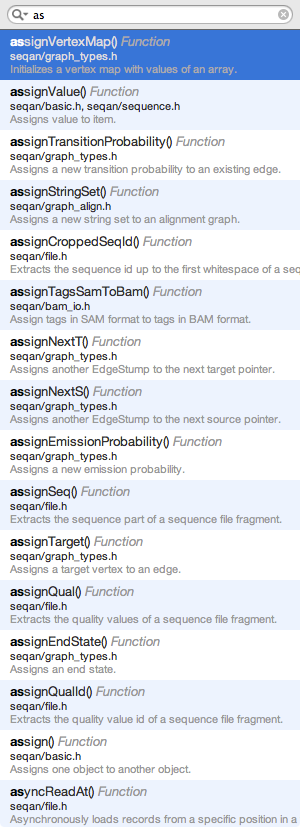 as
assignVertexMap() Function
seqan/graph_types.h
Initializes a vertex map with values of an array.
assignValue() Function
seqan/basic.h, seqan/sequence.h
Assigns value to item.
assignTransitionProbability() Function
seqan/graph_types.h
Assigns a new transition probability to an existing edge.
assignStringSet() Function
seqan/graph_align.h
Assigns a new string set to an alignment graph.
assignCroppedSeqId() Function
seqan/file.h
Extracts the sequence id up to the first whitespace of a seq
assignTagsSamToBam() Function
seqan/bam_io.h
Assign tags in SAM format to tags in BAM format.
assignNextT() Function
seqan/graph_types.h
Assigns another EdgeStump to the next target pointer.
assignNextS() Function
seqan/graph_types.h
Assigns another EdgeStump to the next source pointer.
assignEmissionProbability() Function
seqan/graph_types.h
Assigns a new emission probability.
assignSeq() Function
seqan/file.h
Extracts the sequence part of a sequence file fragment.
assignTarget() Function
seqan/graph_types.h
Assigns a target vertex to an edge.
assignQual() Function
seqan/file.h
Extracts the quality values of a sequence file fragment.
assignEndState() Function
seqan/graph_types.h
Assigns an end state.
assignQualId() Function
seqan/file.h
Extracts the quality value id of a sequence file fragment.
assign() Function
seqan/basic.h
Assigns one object to another object.
asyncReadAt() Function
seqan/file.h
Asynchronously loads records from a specific position in a